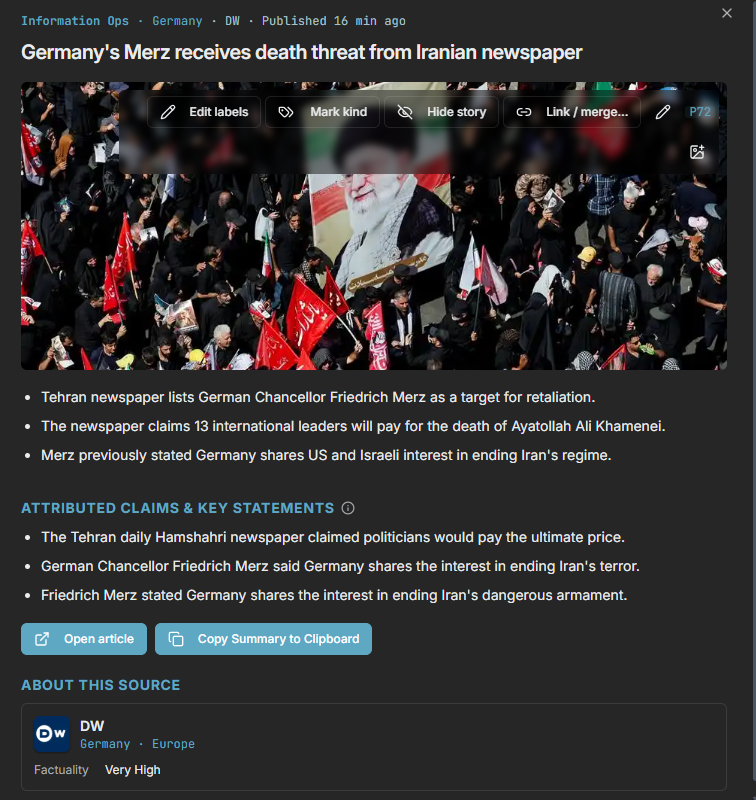 Information Ops · Germany · DW · Published 16 min ago
Germany's Merz receives death threat from Iranian newspaper
Edit labels
Mark kind
Hide story
Link / merge...
P72
Tehran newspaper lists German Chancellor Friedrich Merz as a target for retaliation.
The newspaper claims 13 international leaders will pay for the death of Ayatollah Ali Khamenei.
Merz previously stated Germany shares US and Israeli interest in ending Iran's regime.
ATTRIBUTED CLAIMS & KEY STATEMENTS
The Tehran daily Hamshahri newspaper claimed politicians would pay the ultimate price.
German Chancellor Friedrich Merz said Germany shares the interest in ending Iran's terror.
Friedrich Merz stated Germany shares the interest in ending Iran's dangerous armament.
Open article
Copy Summary to Clipboard
ABOUT THIS SOURCE
DW
DW
Germany · Europe
Factuality Very High